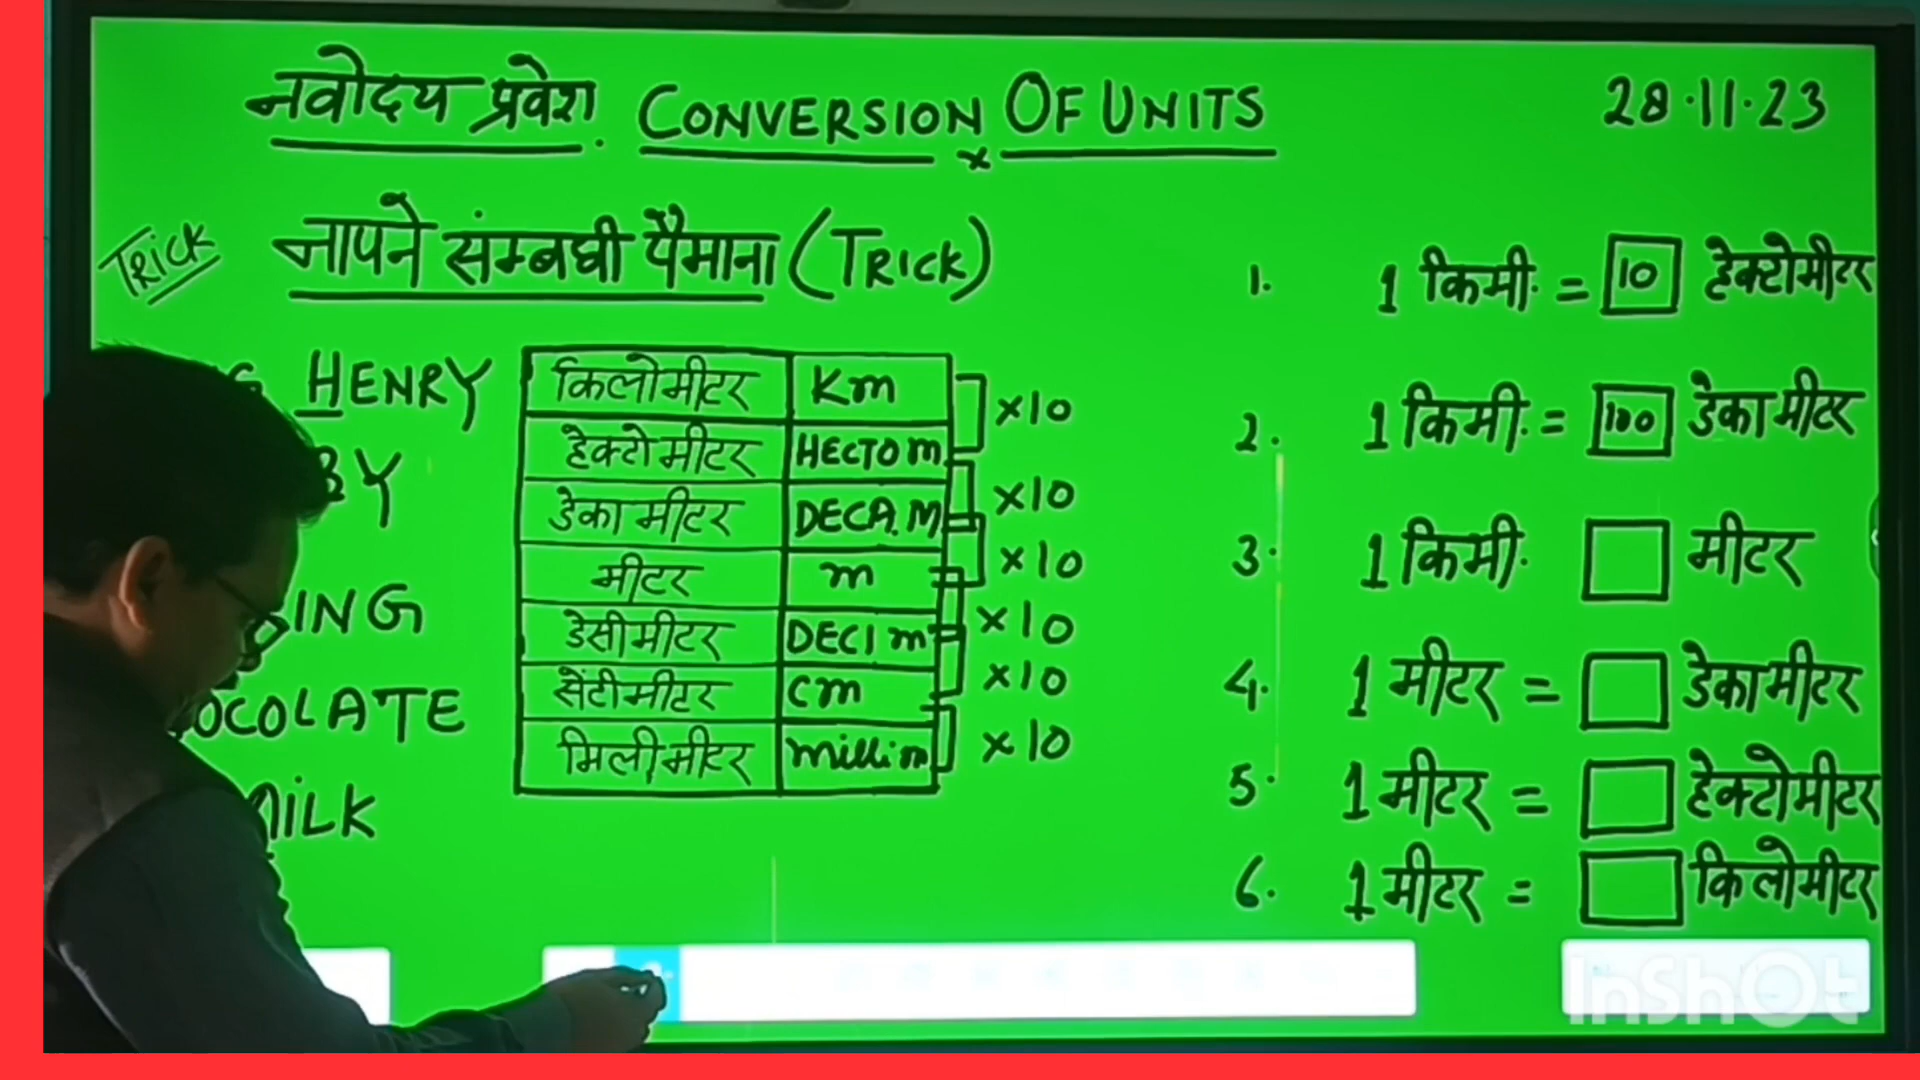 नवोदय प्रवेश. CONVERSION OF UNITS
28.11.23
TRICK
नापने संम्बधी पैमाना (TRICK)
HENRY
BY
ING
OCOLATE
MILK
किलोमीटर Km
हेक्टोमीटर HECTO m
डेकामीटर DECA.M
मीटर m
डेसीमीटर DECI m
सेंटीमीटर Cm
मिलीमीटर milli m
×10
×10
×10
×10
×10
×10
1. 1 किमी. = 10 हेक्टोमीटर
2. 1 किमी. = 100 डेकामीटर
3. 1 किमी. मीटर
4. 1 मीटर = डेकामीटर
5. 1 मीटर = हेक्टोमीटर
6. 1 मीटर = किलोमीटर
InShOt